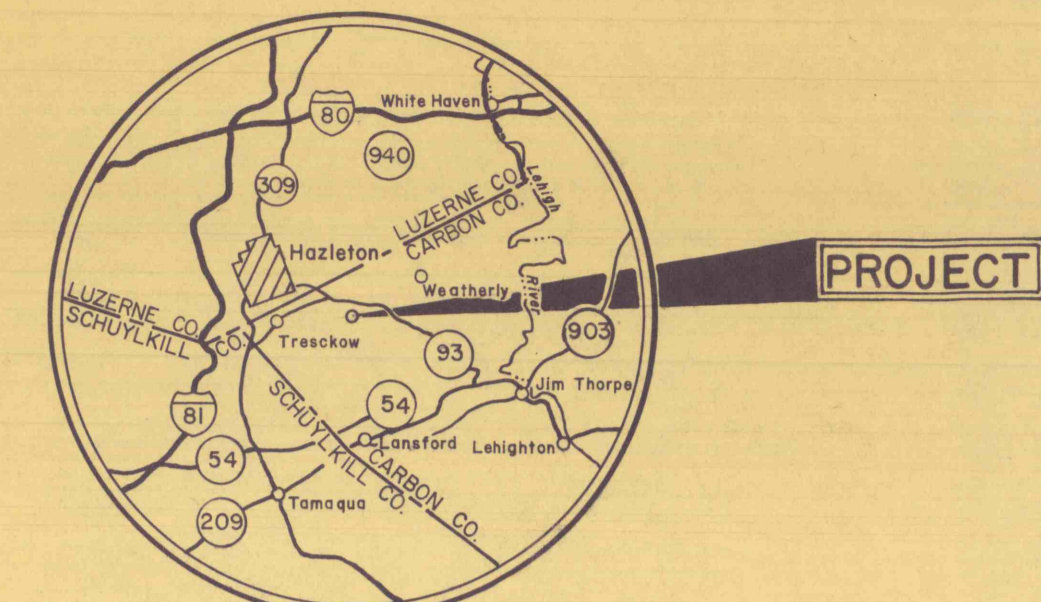 White Haven
80
940
309
LUZERNE CO.
CARBON CO.
Lehigh
River
Hazleton
Weatherly
PROJECT
LUZERNE CO.
SCHUYLKILL CO.
Tresckow
93
903
Jim Thorpe
81
54
SCHUYLKILL CO.
CARBON CO.
Lansford
Lehighton
54
Tamaqua
209